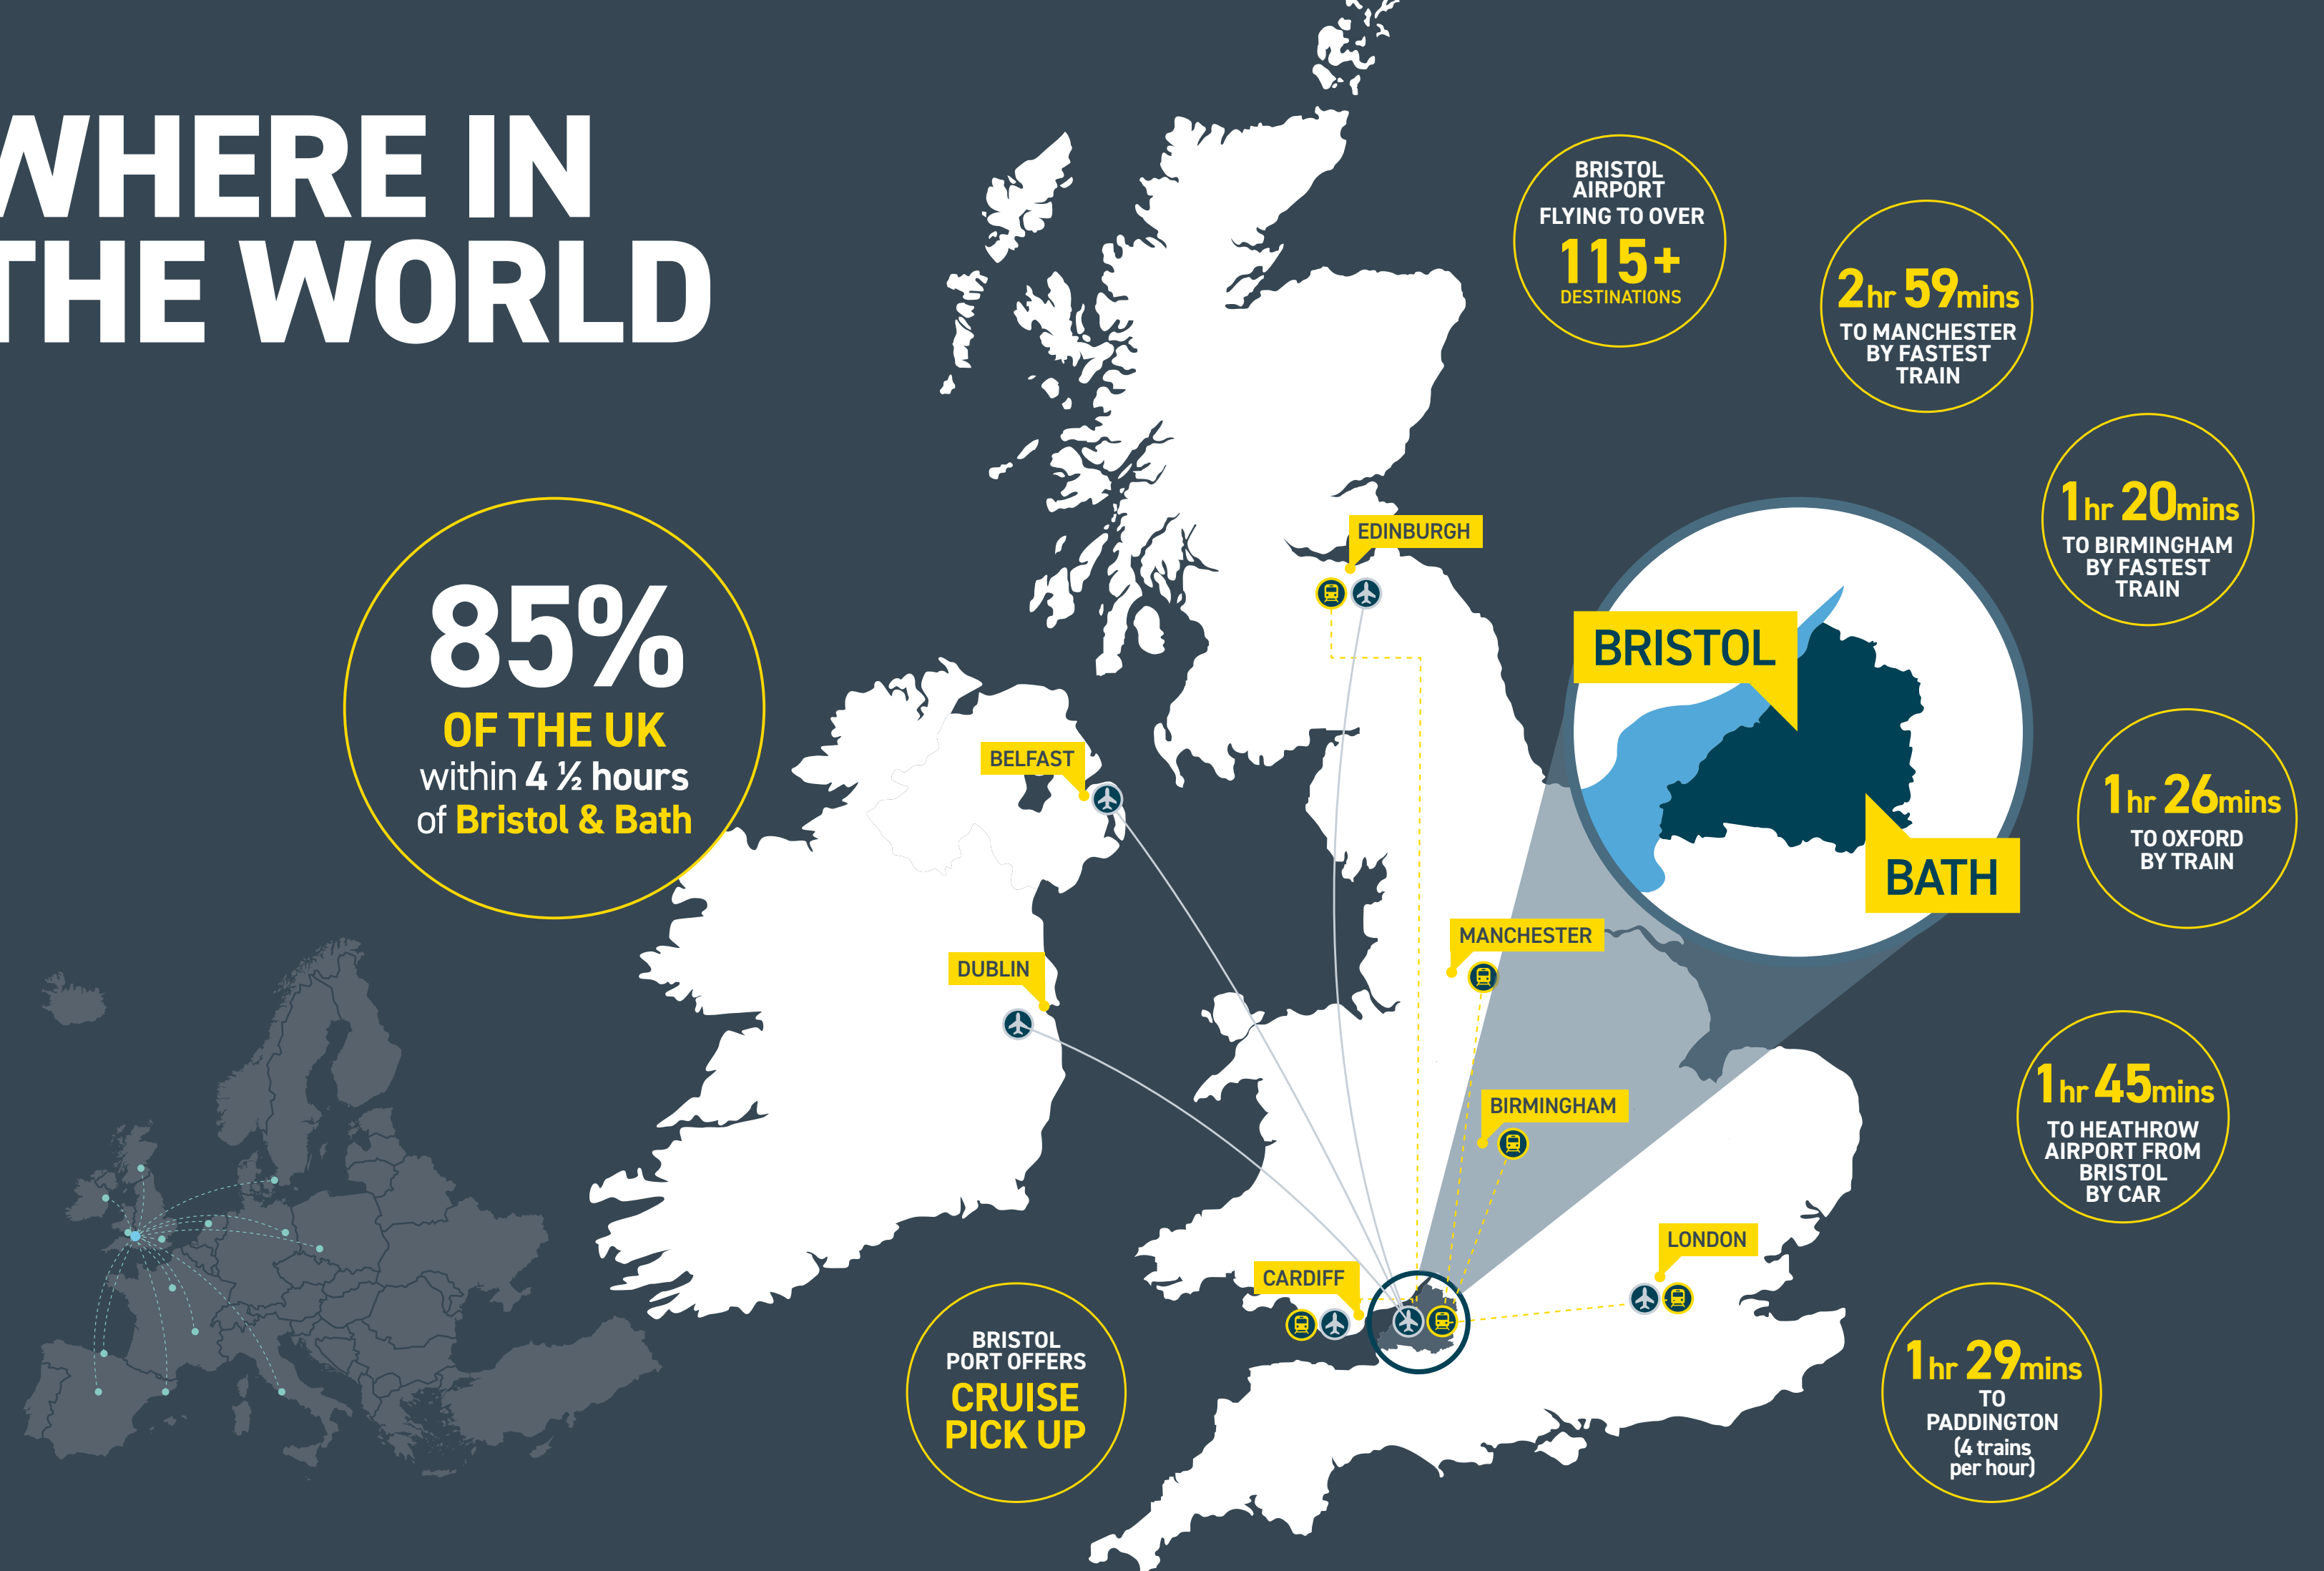 WHERE IN
THE WORLD
BRISTOL
AIRPORT
FLYING TO OVER
115+
DESTINATIONS
2hr 59mins
TO MANCHESTER
BY FASTEST
TRAIN
1hr 20mins
TO BIRMINGHAM
BY FASTEST
TRAIN
85%
OF THE UK
within 4 ½ hours
of Bristol & Bath
EDINBURGH
BRISTOL
BATH
BELFAST
1hr 26mins
TO OXFORD
BY TRAIN
MANCHESTER
DUBLIN
1hr 45mins
TO HEATHROW
AIRPORT FROM
BRISTOL
BY CAR
BIRMINGHAM
LONDON
CARDIFF
BRISTOL
PORT OFFERS
CRUISE
PICK UP
1hr 29mins
TO
PADDINGTON
(4 trains
per hour)